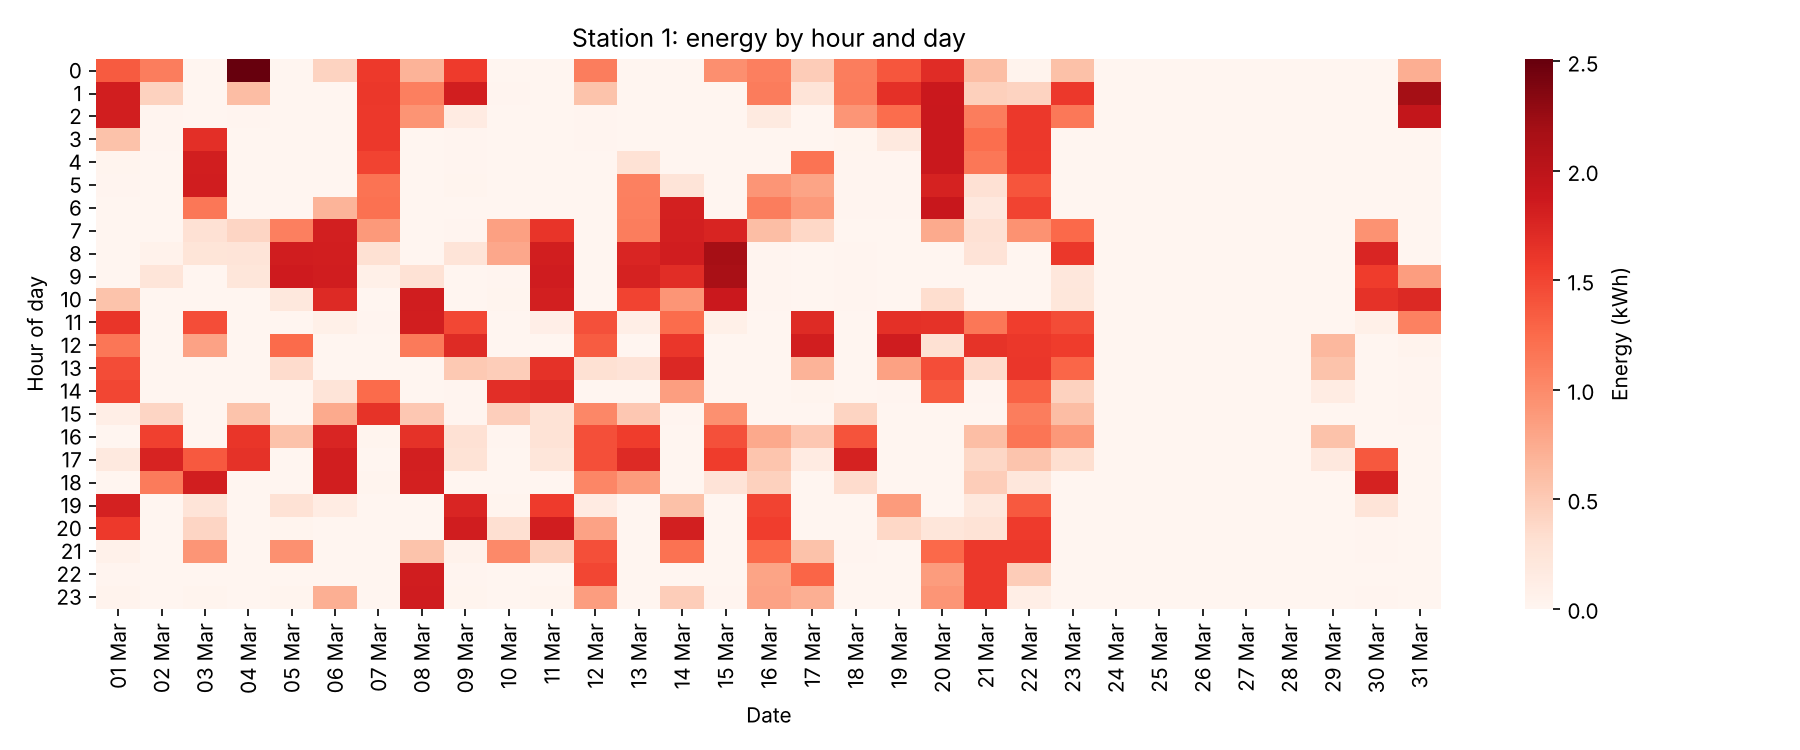 Station 1: energy by hour and day
Hour of day
0
1
2
3
4
5
6
7
8
9
10
11
12
13
14
15
16
17
18
19
20
21
22
23
01 Mar
02 Mar
03 Mar
04 Mar
05 Mar
06 Mar
07 Mar
08 Mar
09 Mar
10 Mar
11 Mar
12 Mar
13 Mar
14 Mar
15 Mar
16 Mar
17 Mar
18 Mar
19 Mar
20 Mar
21 Mar
22 Mar
23 Mar
24 Mar
25 Mar
26 Mar
27 Mar
28 Mar
29 Mar
30 Mar
31 Mar
Date
2.5
2.0
1.5
1.0
0.5
0.0
Energy (kWh)